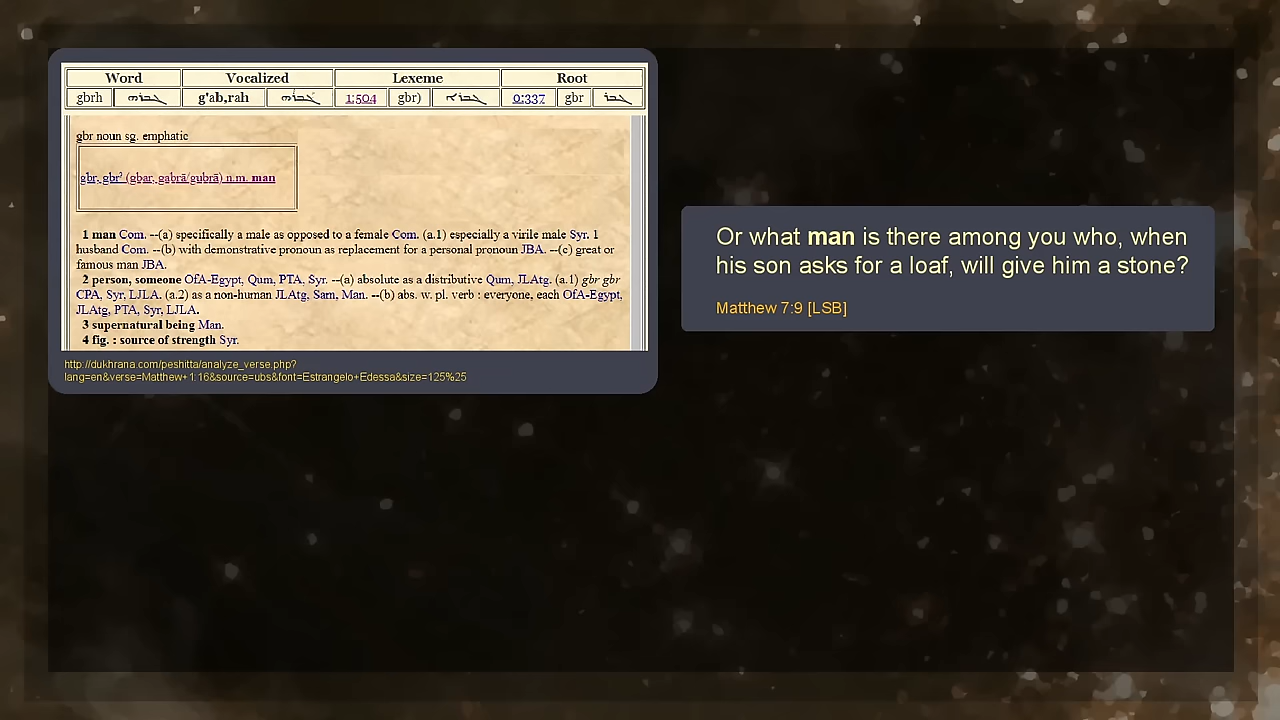 Word Vocalized Lexeme Root
gbrh ܓܒܪܗ g'ab,rah ܓܒܪܗ 1:504 gbr) ܓܒܪܐ 0:337 gbr ܓܒܪ
gbr noun sg. emphatic
gbr, gbrʾ (gbar, gabrā/guḇrā) n.m. man
1 man Com. --(a) specifically a male as opposed to a female Com. (a.1) especially a virile male Syr. 1
husband Com. --(b) with demonstrative pronoun as replacement for a personal pronoun JBA. --(c) great or
famous man JBA.
2 person, someone OfA-Egypt, Qum, PTA, Syr. --(a) absolute as a distributive Qum, JLAtg. (a.1) gbr gbr
CPA, Syr, LJLA. (a.2) as a non-human JLAtg, Sam, Man. --(b) abs. w. pl. verb : everyone, each OfA-Egypt,
JLAtg, PTA, Syr, LJLA.
3 supernatural being Man.
4 fig. : source of strength Syr.
http://dukhrana.com/peshitta/analyze_verse.php?
lang=en&verse=Matthew+1:16&source=ubs&font=Estrangelo+Edessa&size=125%25
Or what man is there among you who, when
his son asks for a loaf, will give him a stone?
Matthew 7:9 [LSB]